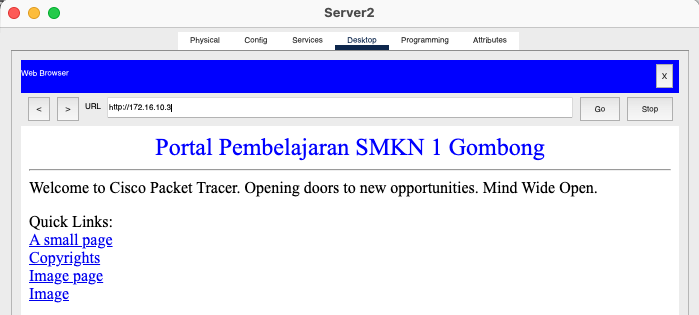 Server2
Physical Config Services Desktop Programming Attributes
Web Browser X
< > URL http://172.16.10.3 Go Stop
Portal Pembelajaran SMKN 1 Gombong
Welcome to Cisco Packet Tracer. Opening doors to new opportunities. Mind Wide Open.
Quick Links:
A small page
Copyrights
Image page
Image